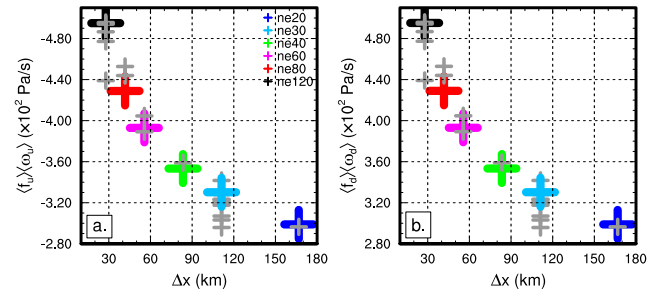 ⟨f_u⟩⟨ω_u⟩ (×10² Pa/s)
-4.80
-4.40
-4.00
-3.60
-3.20
-2.80
ne20
ne30
ne40
ne60
ne80
ne120
a.
0 30 60 90 120 150 180
Δx (km)
⟨f_d⟩⟨ω_d⟩ (×10² Pa/s)
4.80
4.40
4.00
3.60
3.20
2.80
b.
0 30 60 90 120 150 180
Δx (km)